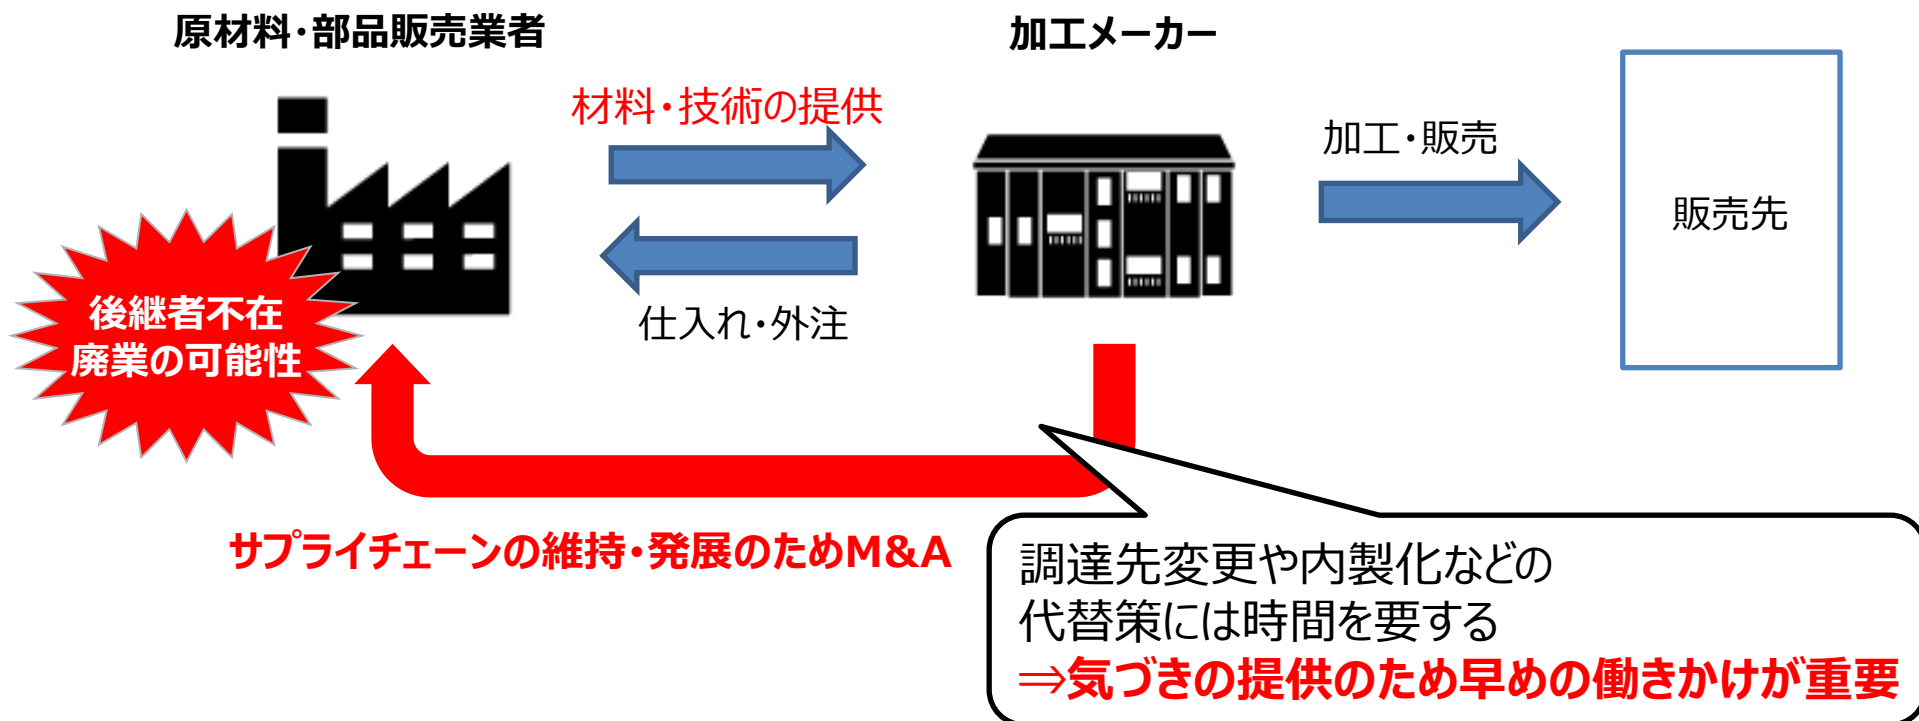 原材料・部品販売業者
加工メーカー
材料・技術の提供
加工・販売
販売先
仕入れ・外注
後継者不在
廃業の可能性
サプライチェーンの維持・発展のためM&A
調達先変更や内製化などの
代替策には時間を要する
⇒気づきの提供のため早めの働きかけが重要